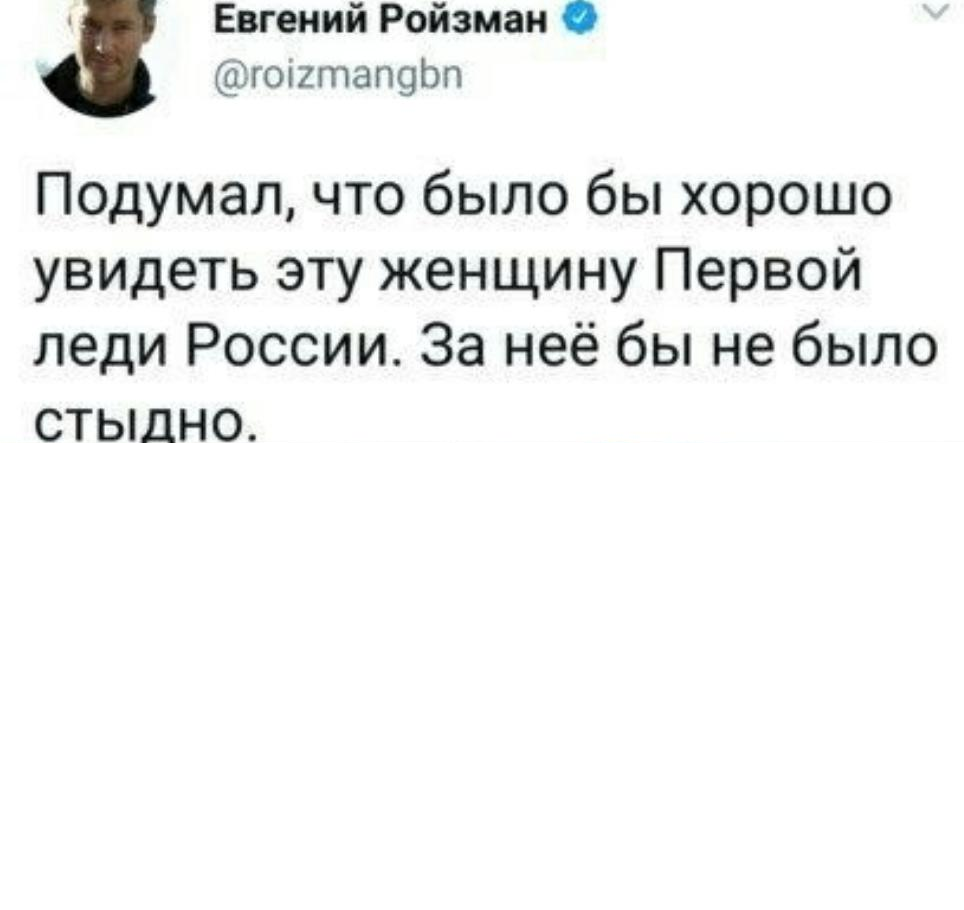 Евгений Ройзман
@roizmangbn
Подумал, что было бы хорошо
увидеть эту женщину Первой
леди России. За неё бы не было
стыдно.